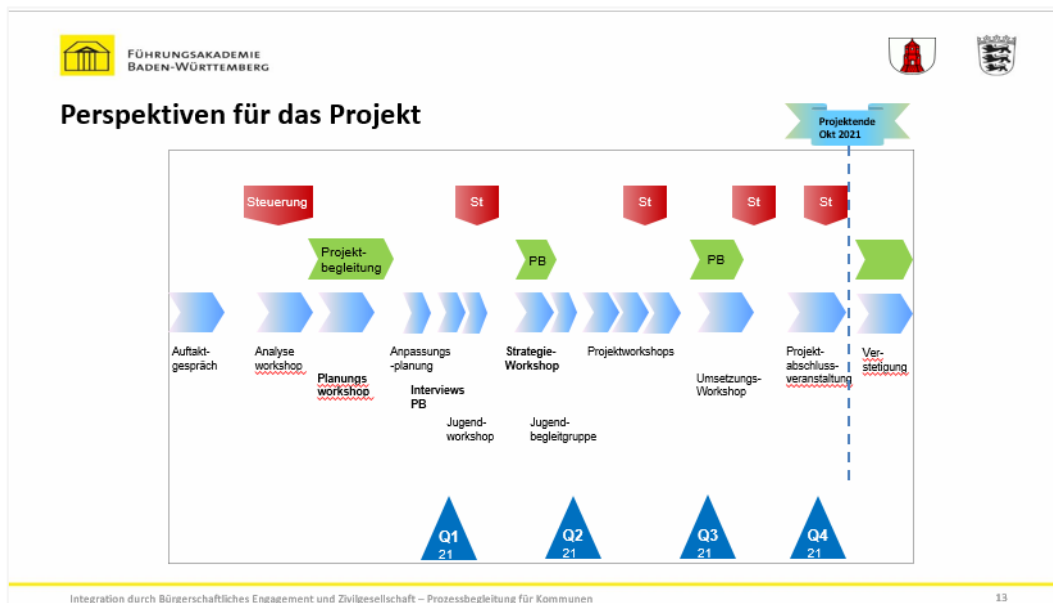 FÜHRUNGSAKADEMIE
BADEN-WÜRTTEMBERG
Perspektiven für das Projekt
Projektende
Okt 2021
Steuerung
St
St
St
St
Projekt-
begleitung
PB
PB
Auftakt-
gespräch
Analyse
workshop
Planungs
workshop
Anpassungs
-planung
Interviews
PB
Jugend-
workshop
Strategie-
Workshop
Jugend-
begleitgruppe
Projektworkshops
Umsetzungs-
Workshop
Projekt-
abschluss-
veranstaltung
Ver-
stetigung
Q1
21
Q2
21
Q3
21
Q4
21
Integration durch Bürgerschaftliches Engagement und Zivilgesellschaft – Prozessbegleitung für Kommunen
13